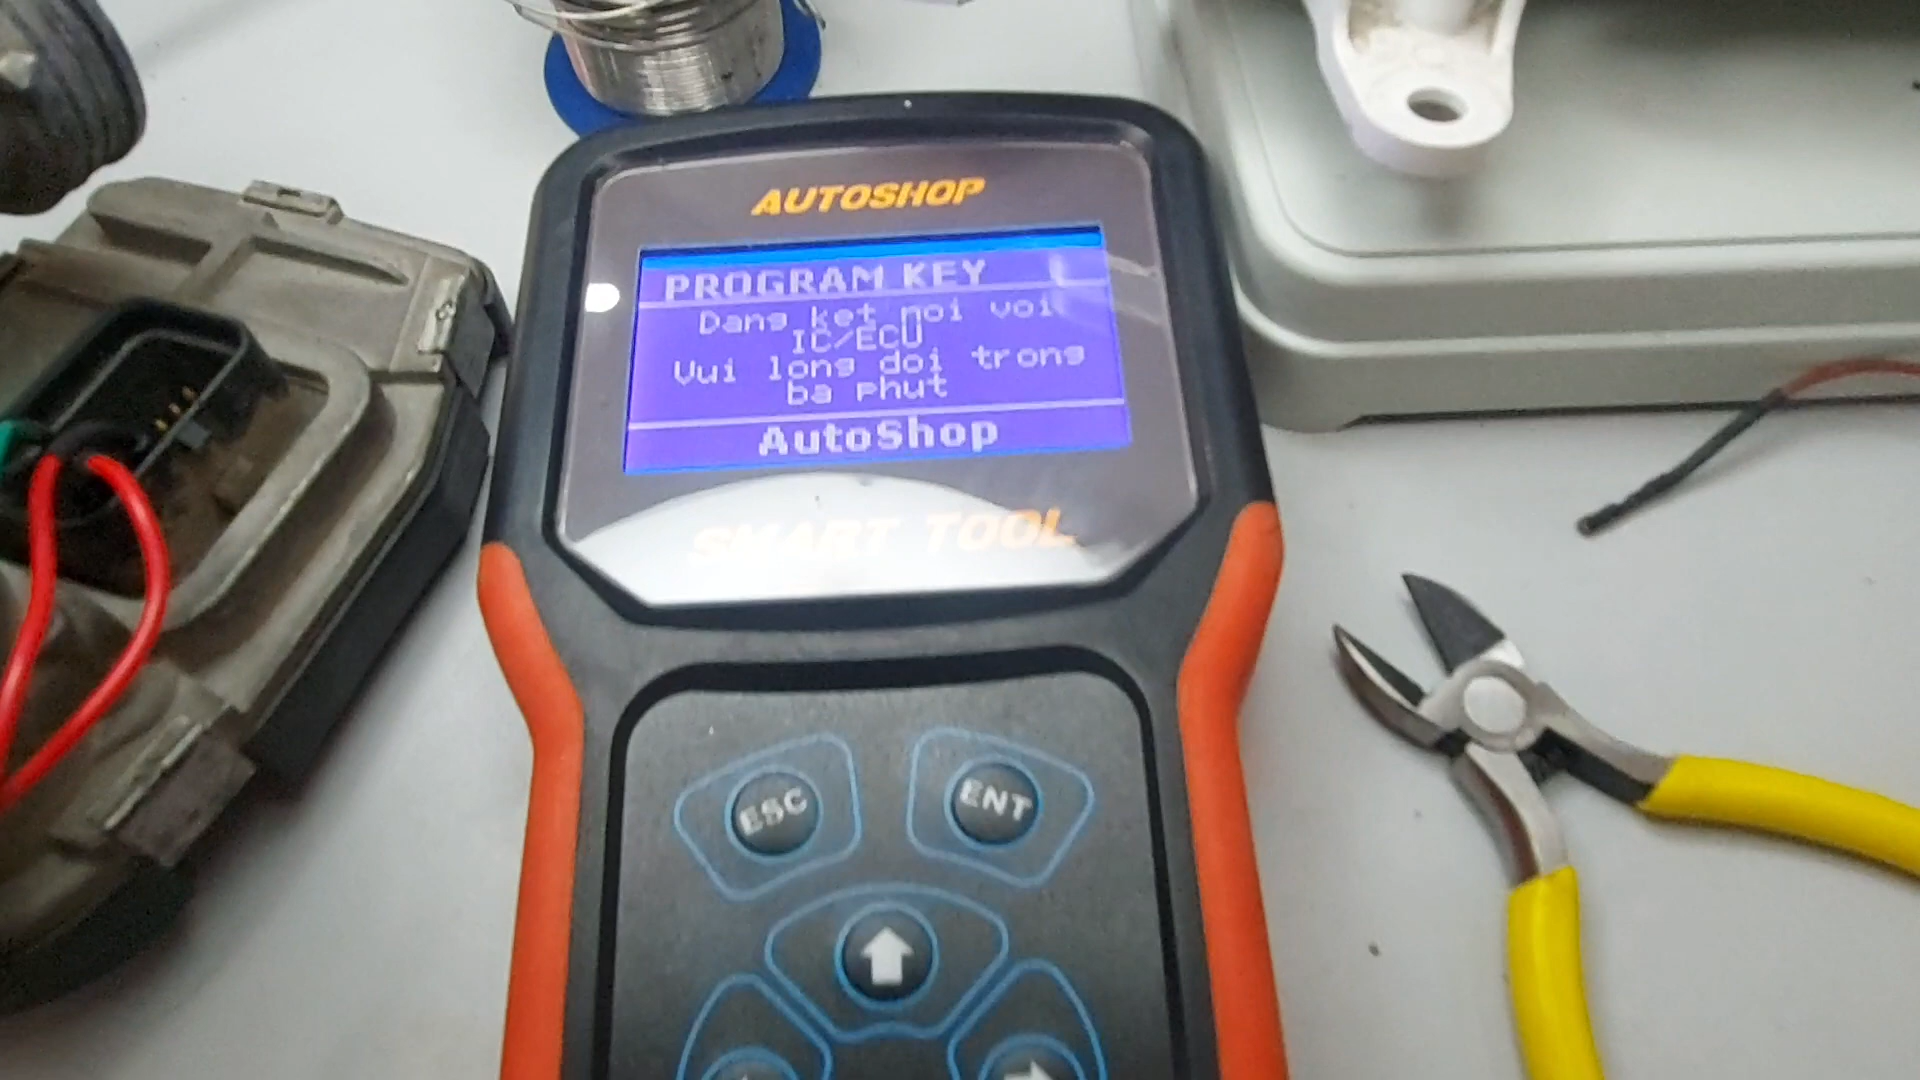 AUTOSHOP
PROGRAM KEY
Dang ket noi voi
IC/ECU
Vui long doi trong
ba phut
AutoShop
SMART TOOL
ESC
ENT